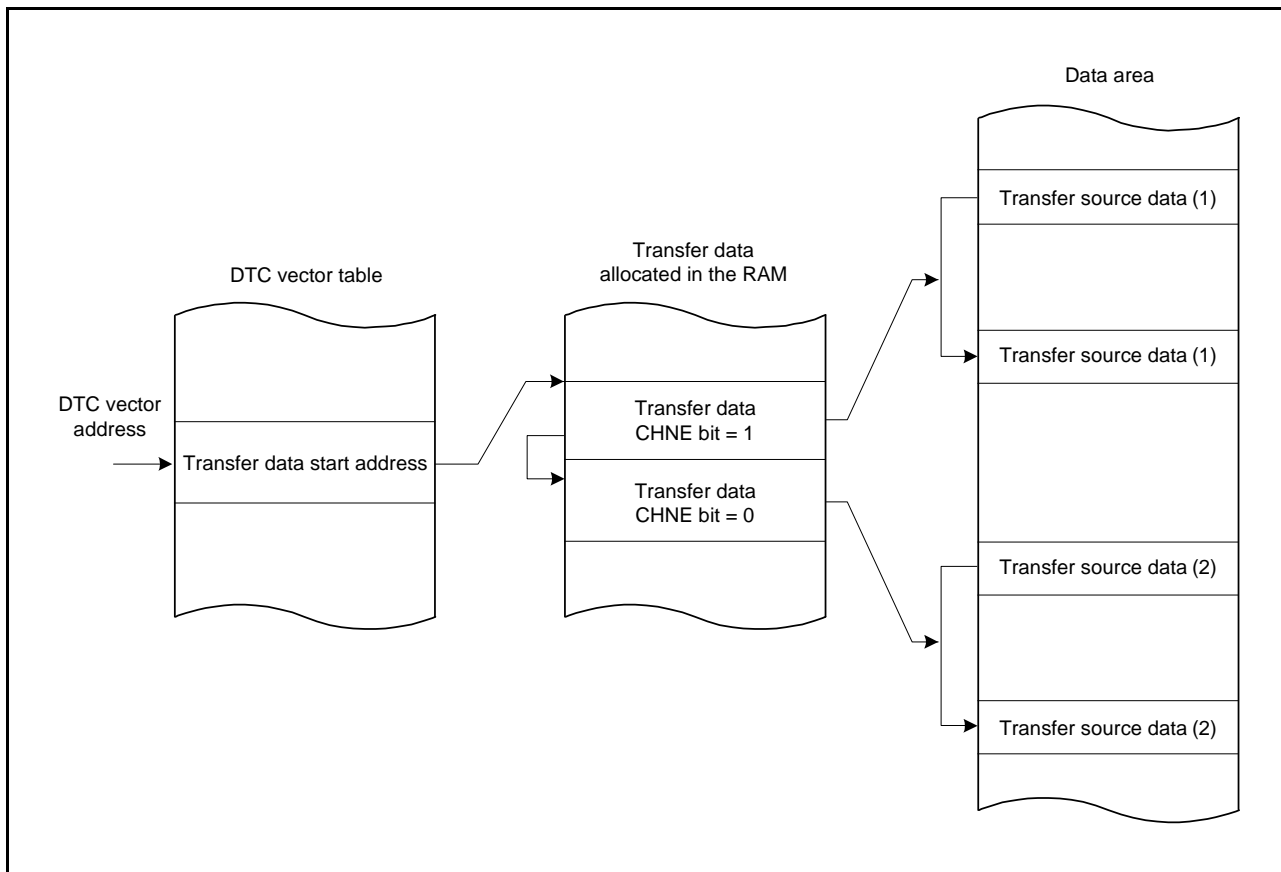 Data area
Transfer source data (1)
Transfer data
allocated in the RAM
DTC vector table
Transfer source data (1)
DTC vector
address
Transfer data start address
Transfer data
CHNE bit = 1
Transfer data
CHNE bit = 0
Transfer source data (2)
Transfer source data (2)